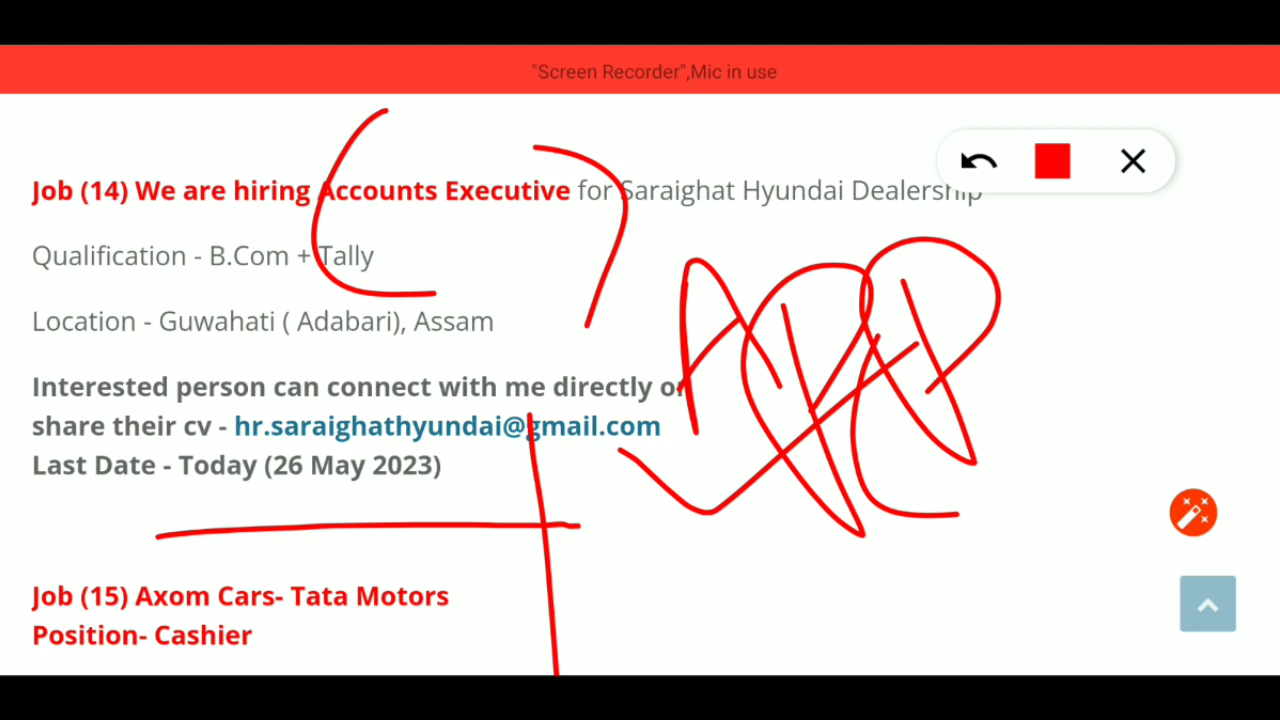 "Screen Recorder",Mic in use
Job (14) We are hiring Accounts Executive for Saraighat Hyundai Dealership
Qualification - B.Com + Tally
Location - Guwahati ( Adabari), Assam
Interested person can connect with me directly or
share their cv - hr.saraighathyundai@gmail.com
Last Date - Today (26 May 2023)
Job (15) Axom Cars- Tata Motors
Position- Cashier